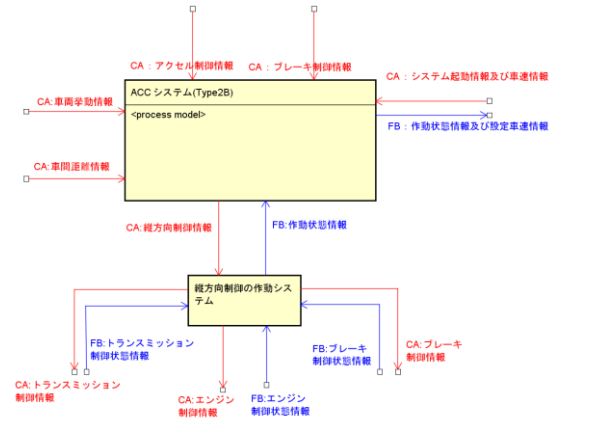 CA：アクセル制御情報
CA：ブレーキ制御情報
CA：システム起動情報及び車速情報
ACC システム(Type2B)
CA:車両挙動情報
<process model>
FB：作動状態情報及び設定車速情報
CA:車間距離情報
CA:縦方向制御情報
FB:作動状態情報
縦方向制御の作動シス
テム
FB:トランスミッション
制御状態情報
FB:ブレーキ
制御状態情報
CA:ブレーキ
制御情報
CA:トランスミッション
制御情報
CA:エンジン
制御情報
FB:エンジン
制御状態情報